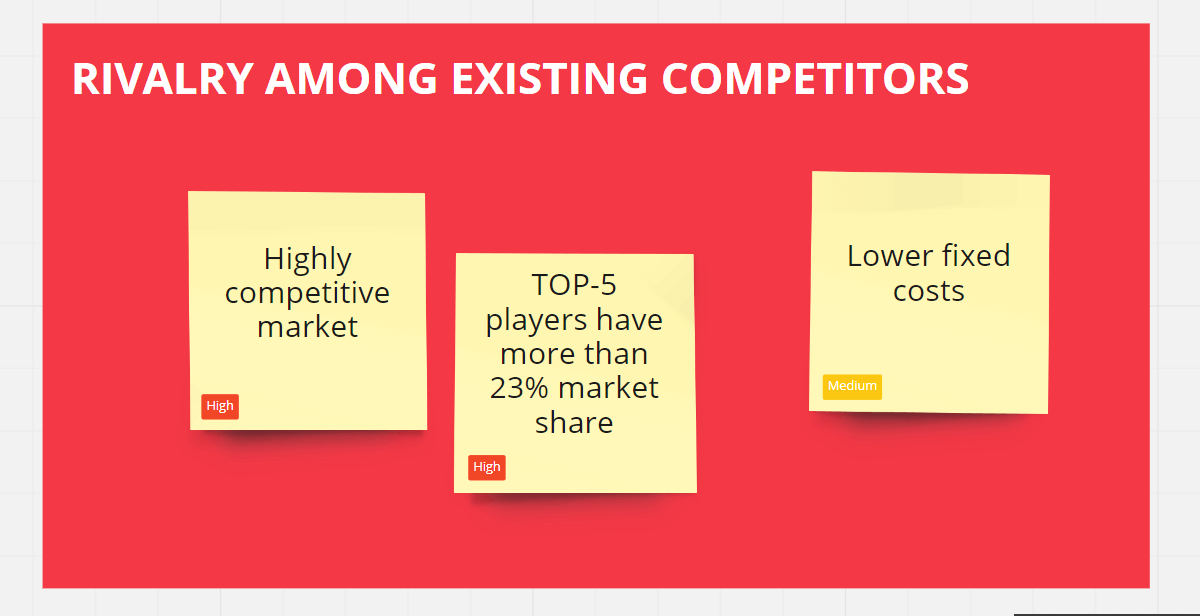 RIVALRY AMONG EXISTING COMPETITORS
Highly
competitive
market
High
TOP-5
players have
more than
23% market
share
High
Lower fixed
costs
Medium